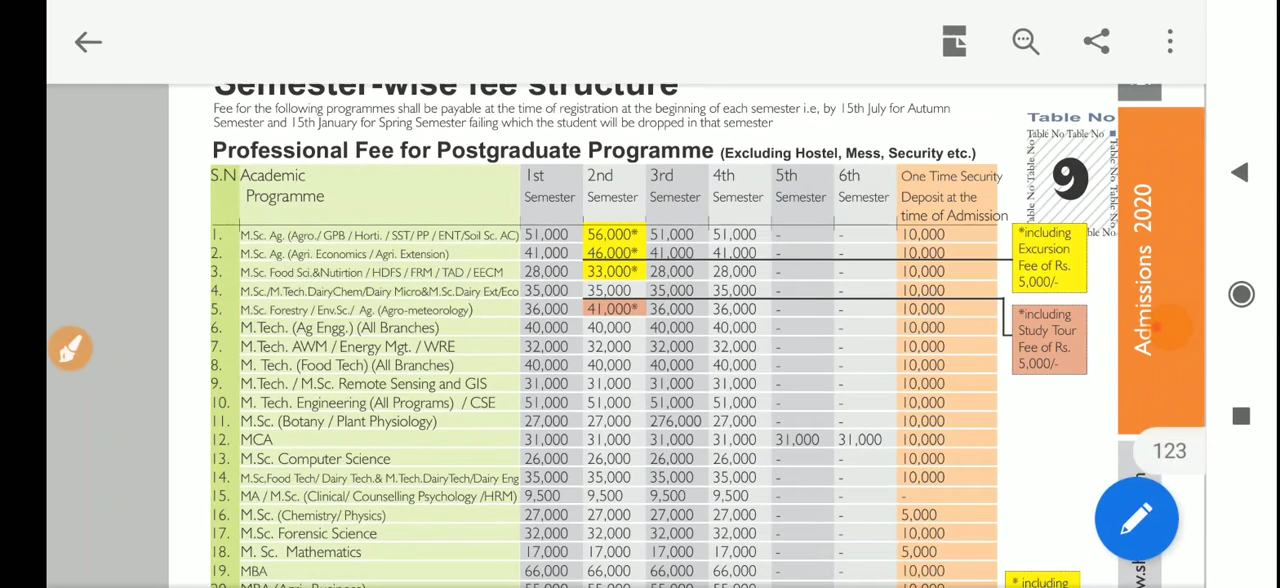 Semester-wise fee structure
Fee for the following programmes shall be payable at the time of registration at the beginning of each semester i.e, by 15th July for Autumn
Semester and 15th January for Spring Semester failing which the student will be dropped in that semester
Professional Fee for Postgraduate Programme (Excluding Hostel, Mess, Security etc.)
S.N Academic Programme 1st Semester 2nd Semester 3rd Semester 4th Semester 5th Semester 6th Semester One Time Security Deposit at the time of Admission
1. M.Sc. Ag. (Agro./ GPB / Horti. / SST/ PP / ENT/Soil Sc. AC) 51,000 56,000* 51,000 51,000 - - 10,000
2. M.Sc. Ag. (Agri. Economics / Agri. Extension) 41,000 46,000* 41,000 41,000 - - 10,000
3. M.Sc. Food Sci.&Nutirtion / HDFS / FRM / TAD / EECM 28,000 33,000* 28,000 28,000 - - 10,000
4. M.Sc./M.Tech.DairyChem/Dairy Micro&M.Sc.Dairy Ext/Eco 35,000 35,000 35,000 35,000 - - 10,000
5. M.Sc. Forestry / Env.Sc./ Ag. (Agro-meteorology) 36,000 41,000* 36,000 36,000 - - 10,000
6. M.Tech. (Ag Engg.) (All Branches) 40,000 40,000 40,000 40,000 - - 10,000
7. M.Tech. AWM / Energy Mgt. / WRE 32,000 32,000 32,000 32,000 - - 10,000
8. M. Tech. (Food Tech) (All Branches) 40,000 40,000 40,000 40,000 - - 10,000
9. M.Tech. / M.Sc. Remote Sensing and GIS 31,000 31,000 31,000 31,000 - - 10,000
10. M. Tech. Engineering (All Programs) / CSE 51,000 51,000 51,000 51,000 - - 10,000
11. M.Sc. (Botany / Plant Physiology) 27,000 27,000 276,000 27,000 - - 10,000
12. MCA 31,000 31,000 31,000 31,000 31,000 31,000 10,000
13. M.Sc. Computer Science 26,000 26,000 26,000 26,000 - - 10,000
14. M.Sc.Food Tech/ Dairy Tech.& M.Tech.DairyTech/Dairy Eng 35,000 35,000 35,000 35,000 - - 10,000
15. MA / M.Sc. (Clinical/ Counselling Psychology /HRM) 9,500 9,500 9,500 9,500 - - -
16. M.Sc. (Chemistry/ Physics) 27,000 27,000 27,000 27,000 - - 5,000
17. M.Sc. Forensic Science 32,000 32,000 32,000 32,000 - - 10,000
18. M. Sc. Mathematics 17,000 17,000 17,000 17,000 - - 5,000
19. MBA 66,000 66,000 66,000 66,000 - - 10,000
Table No
Table No Table No
Table No
Table No
9
*including
Excursion
Fee of Rs.
5,000/-
*including
Study Tour
Fee of Rs.
5,000/-
* including
Admissions 2020
123